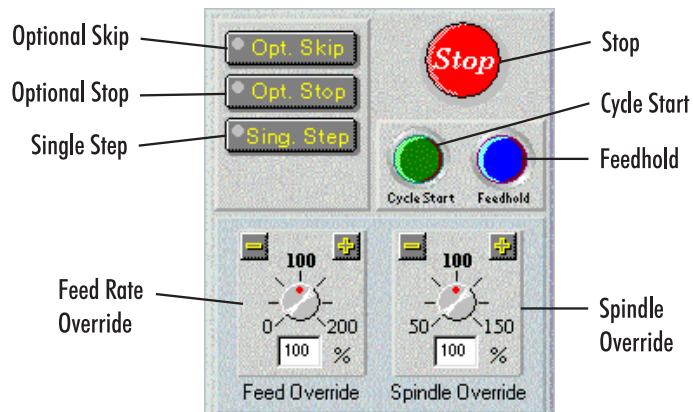 Optional Skip
Optional Stop
Single Step
Opt. Skip
Opt. Stop
Sing. Step
Stop
Stop
Cycle Start
Feedhold
Cycle Start
Feedhold
Feed Rate
Override
100
0
200
100 %
Feed Override
100
50
150
100 %
Spindle Override
Spindle
Override